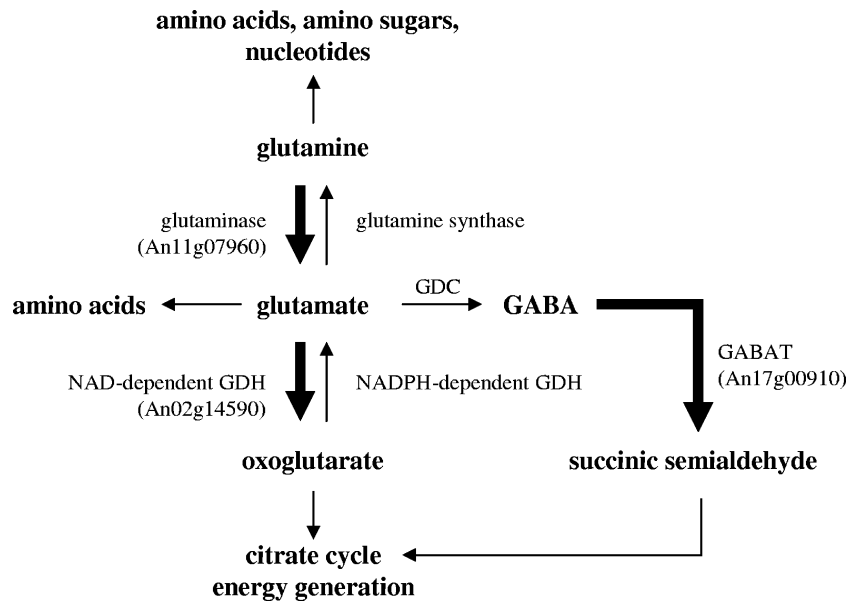 amino acids, amino sugars,
nucleotides
glutamine
glutaminase
(An11g07960)
glutamine synthase
amino acids
glutamate
GDC
GABA
GABAT
(An17g00910)
NAD-dependent GDH
(An02g14590)
NADPH-dependent GDH
oxoglutarate
succinic semialdehyde
citrate cycle
energy generation